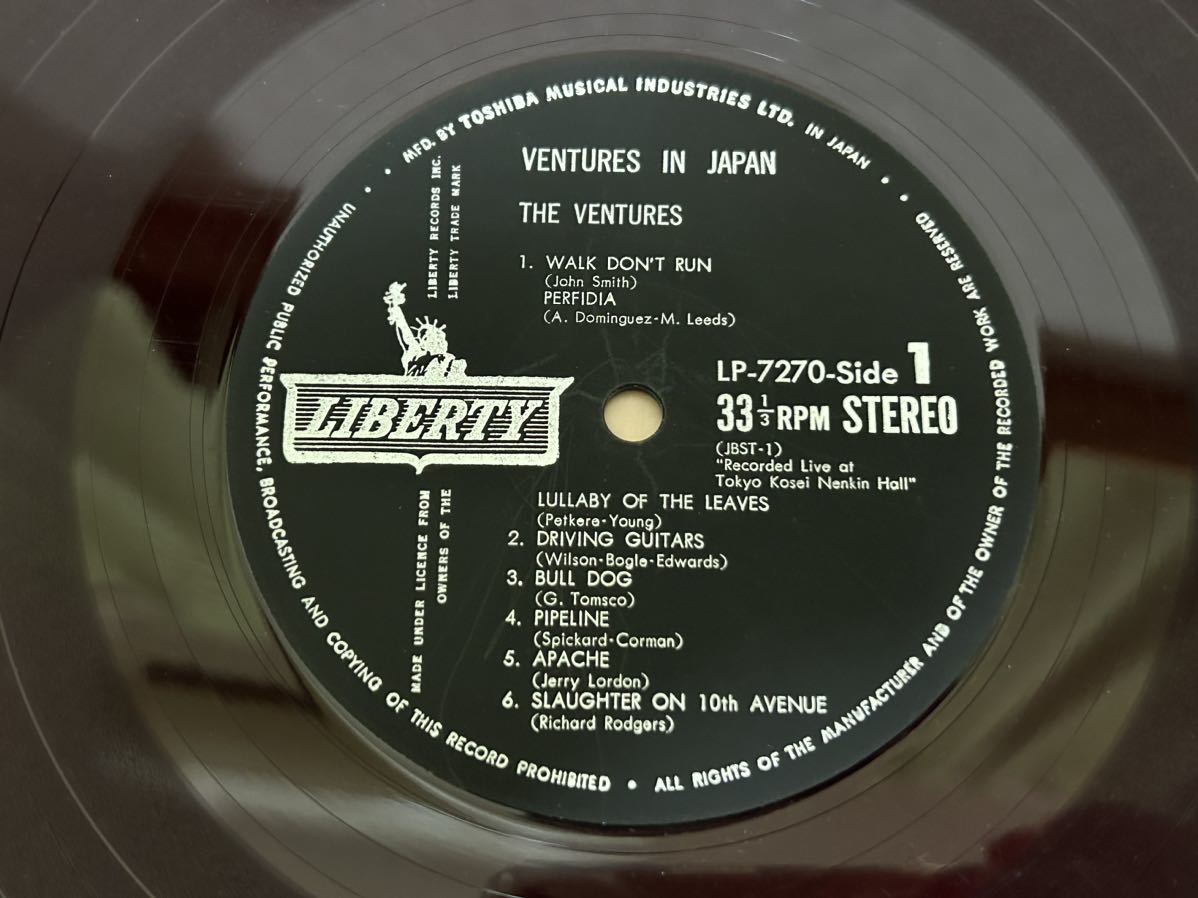 MFD. BY TOSHIBA MUSICAL INDUSTRIES LTD. IN JAPAN
VENTURES IN JAPAN
THE VENTURES
1. WALK DON'T RUN
(John Smith)
PERFIDIA
(A. Dominguez-M. Leeds)
LIBERTY RECORDS INC.
LIBERTY TRADE MARK
LIBERTY
LP-7270-Side 1
33 1/3 RPM STEREO
(JBST-1)
"Recorded Live at
Tokyo Kosei Nenkin Hall"
MADE UNDER LICENCE FROM
OWNERS OF THE
LULLABY OF THE LEAVES
(Petkere-Young)
2. DRIVING GUITARS
(Wilson-Bogle-Edwards)
3. BULL DOG
(G. Tomsco)
4. PIPELINE
(Spickard-Corman)
5. APACHE
(Jerry Lordon)
6. SLAUGHTER ON 10th AVENUE
(Richard Rodgers)
UNAUTHORIZED PUBLIC PERFORMANCE, BROADCASTING AND COPYING OF THIS RECORD PROHIBITED • ALL RIGHTS OF THE MANUFACTURER AND OF THE OWNER OF THE RECORDED WORK ARE RESERVED